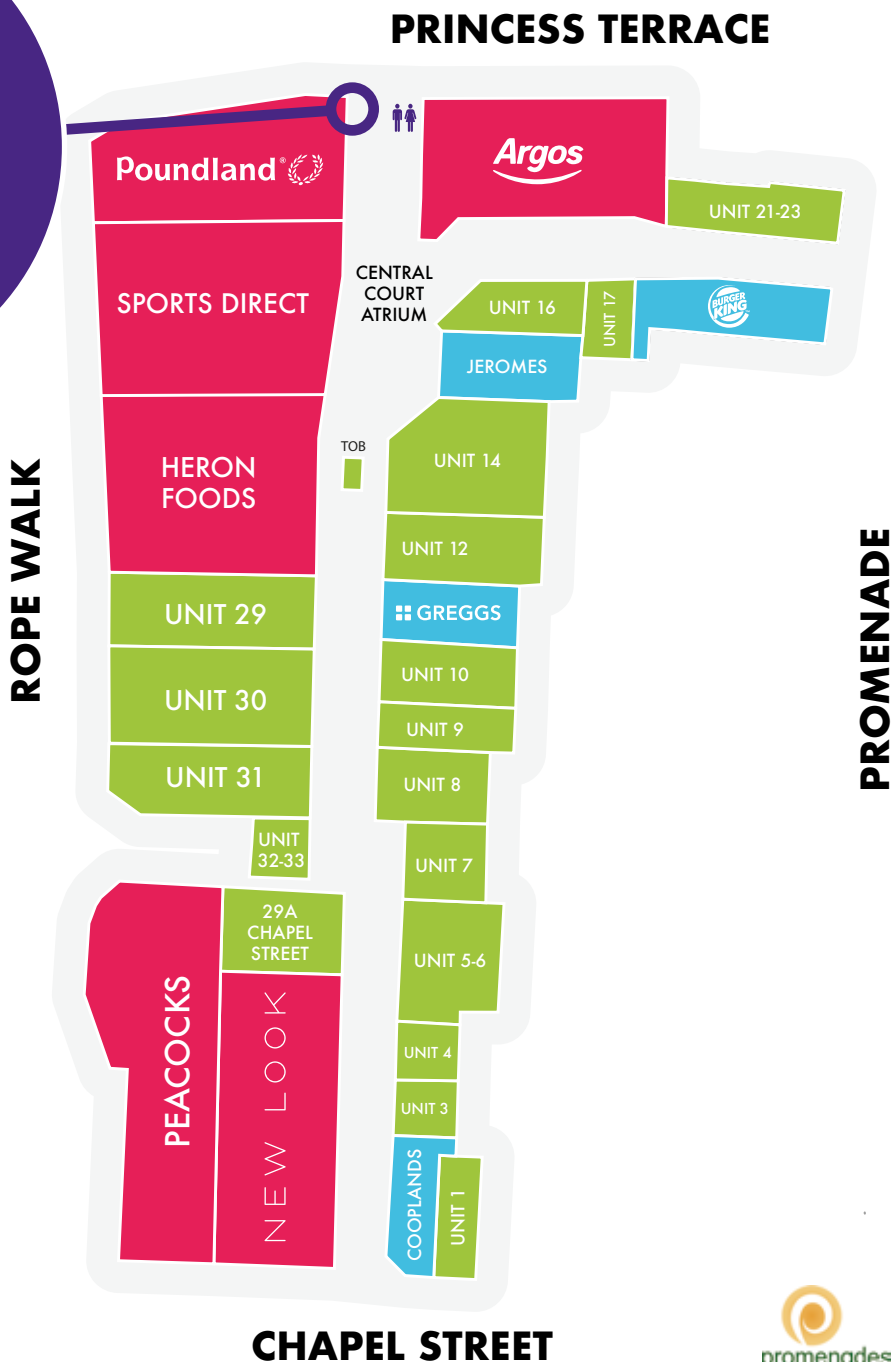 PRINCESS TERRACE
Poundland®
Argos
UNIT 21-23
SPORTS DIRECT
CENTRAL
COURT
ATRIUM
UNIT 16
UNIT 17
BURGER
KING
JEROMES
TOB
HERON
FOODS
UNIT 14
UNIT 12
ROPE WALK
PROMENADE
UNIT 29
GREGGS
UNIT 30
UNIT 10
UNIT 9
UNIT 31
UNIT 8
UNIT
32-33
UNIT 7
29A
CHAPEL
STREET
UNIT 5-6
PEACOCKS
NEW LOOK
UNIT 4
UNIT 3
COOPLANDS
UNIT 1
CHAPEL STREET
promenades